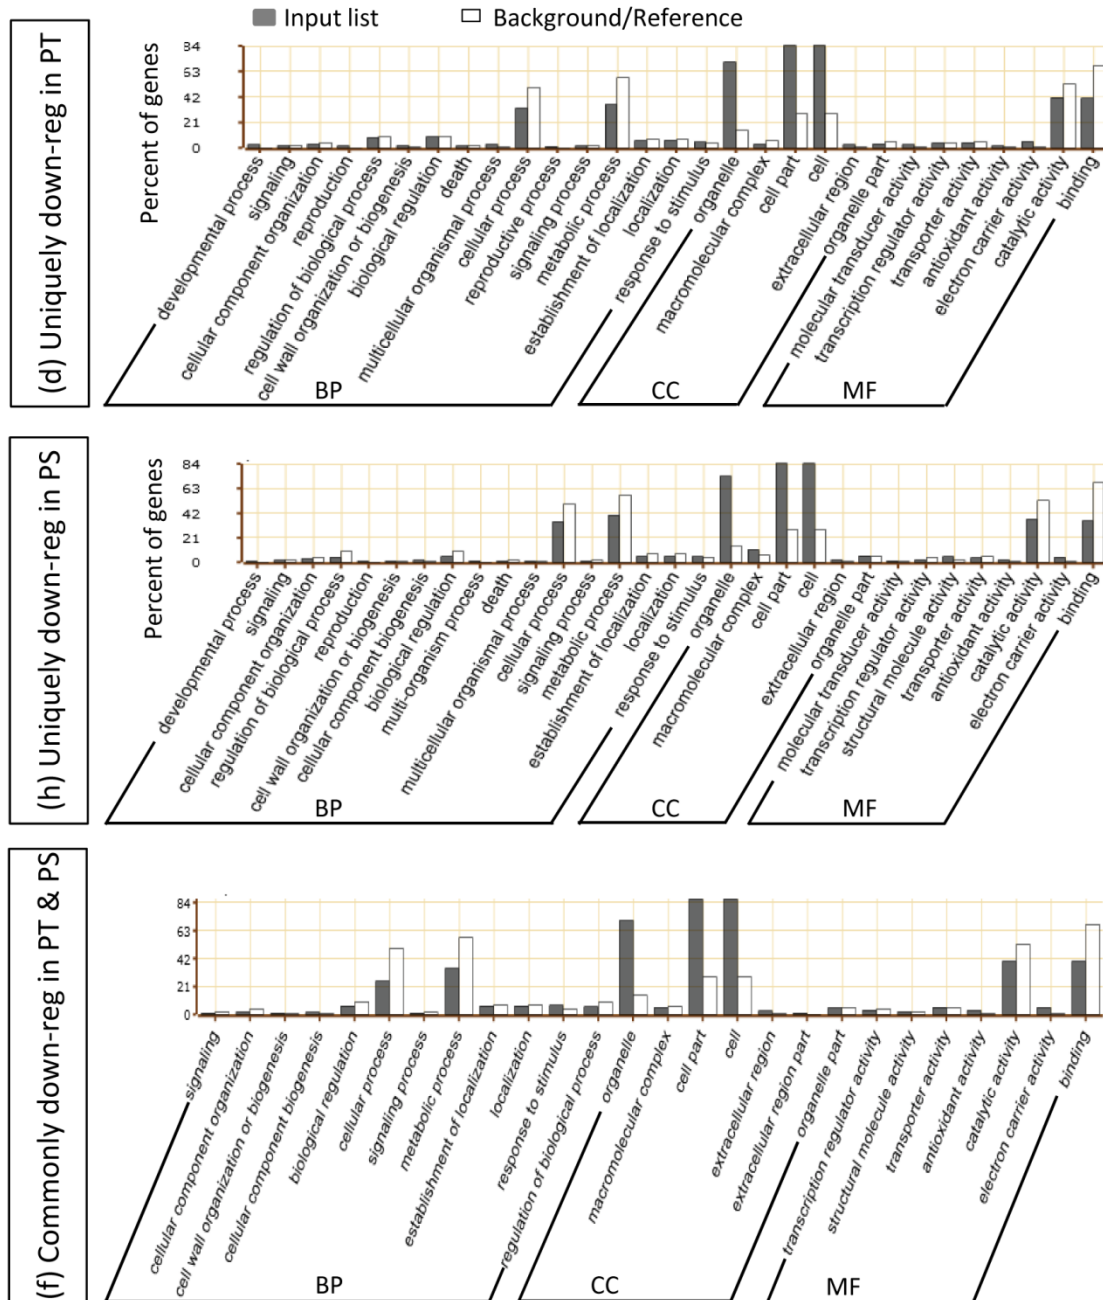 Input list
Background/Reference
(d) Uniquely down-reg in PT
Percent of genes
84
63
42
21
0
developmental process
signaling
cellular component organization
reproduction
regulation of biological process
cell wall organization or biogenesis
biological regulation
death
multicellular organismal process
cellular process
reproductive process
signaling process
metabolic process
establishment of localization
localization
response to stimulus
organelle
macromolecular complex
cell part
cell
extracellular region
organelle part
molecular transducer activity
transcription regulator activity
transporter activity
antioxidant activity
electron carrier activity
catalytic activity
binding
BP
CC
MF
(h) Uniquely down-reg in PS
Percent of genes
84
63
42
21
0
developmental process
signaling
cellular component organization
regulation of biological process
reproduction
cell wall organization or biogenesis
cellular component biogenesis
biological regulation
multi-organism process
death
multicellular organismal process
cellular process
signaling process
metabolic process
establishment of localization
localization
response to stimulus
organelle
macromolecular complex
cell part
cell
extracellular region
organelle part
molecular transducer activity
transcription regulator activity
structural molecule activity
transporter activity
antioxidant activity
catalytic activity
electron carrier activity
binding
BP
CC
MF
(f) Commonly down-reg in PT & PS
84
63
42
21
0
signaling
cellular component organization
cell wall organization or biogenesis
cellular component biogenesis
biological regulation
cellular process
signaling process
metabolic process
establishment of localization
localization
response to stimulus
regulation of biological process
organelle
macromolecular complex
cell part
cell
extracellular region
extracellular region part
organelle part
transcription regulator activity
structural molecule activity
transporter activity
antioxidant activity
catalytic activity
electron carrier activity
binding
BP
CC
MF